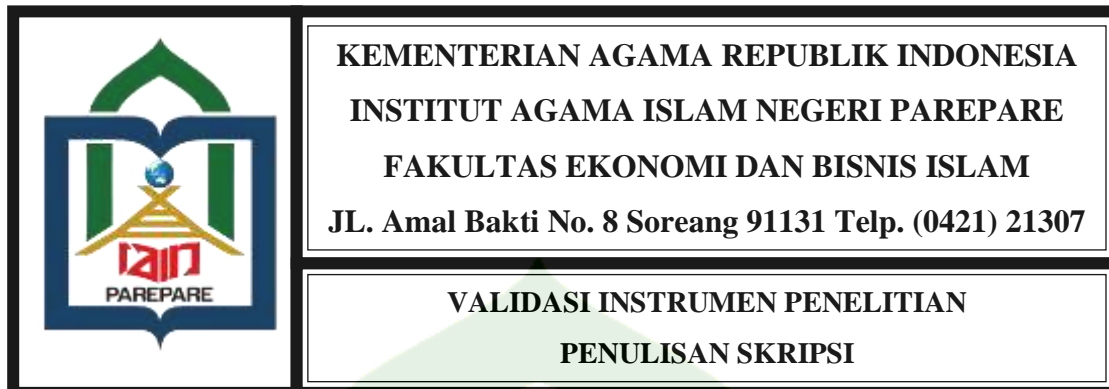 KEMENTERIAN AGAMA REPUBLIK INDONESIA
INSTITUT AGAMA ISLAM NEGERI PAREPARE
FAKULTAS EKONOMI DAN BISNIS ISLAM
JL. Amal Bakti No. 8 Soreang 91131 Telp. (0421) 21307
iain
PAREPARE
VALIDASI INSTRUMEN PENELITIAN
PENULISAN SKRIPSI